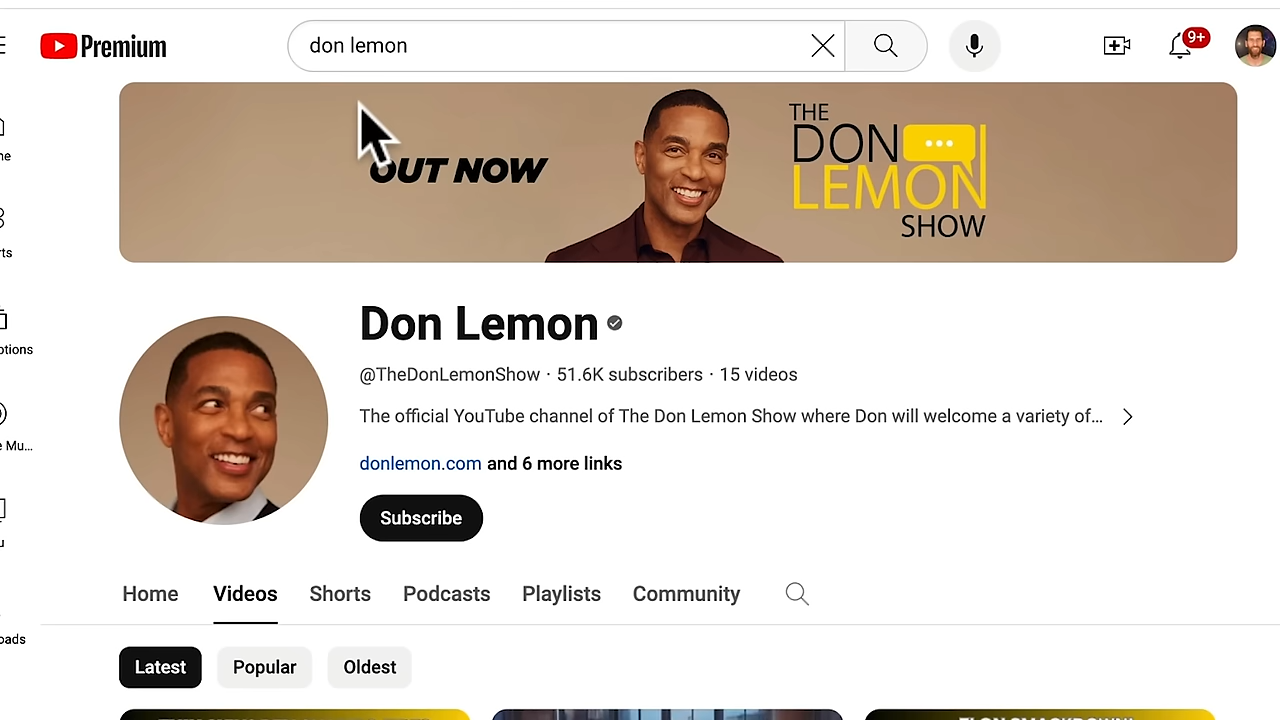 Premium
don lemon
9+
OUT NOW
THE
DON
LEMON
SHOW
Don Lemon
@TheDonLemonShow · 51.6K subscribers · 15 videos
The official YouTube channel of The Don Lemon Show where Don will welcome a variety of...
donlemon.com and 6 more links
Subscribe
Home Videos Shorts Podcasts Playlists Community
Latest Popular Oldest